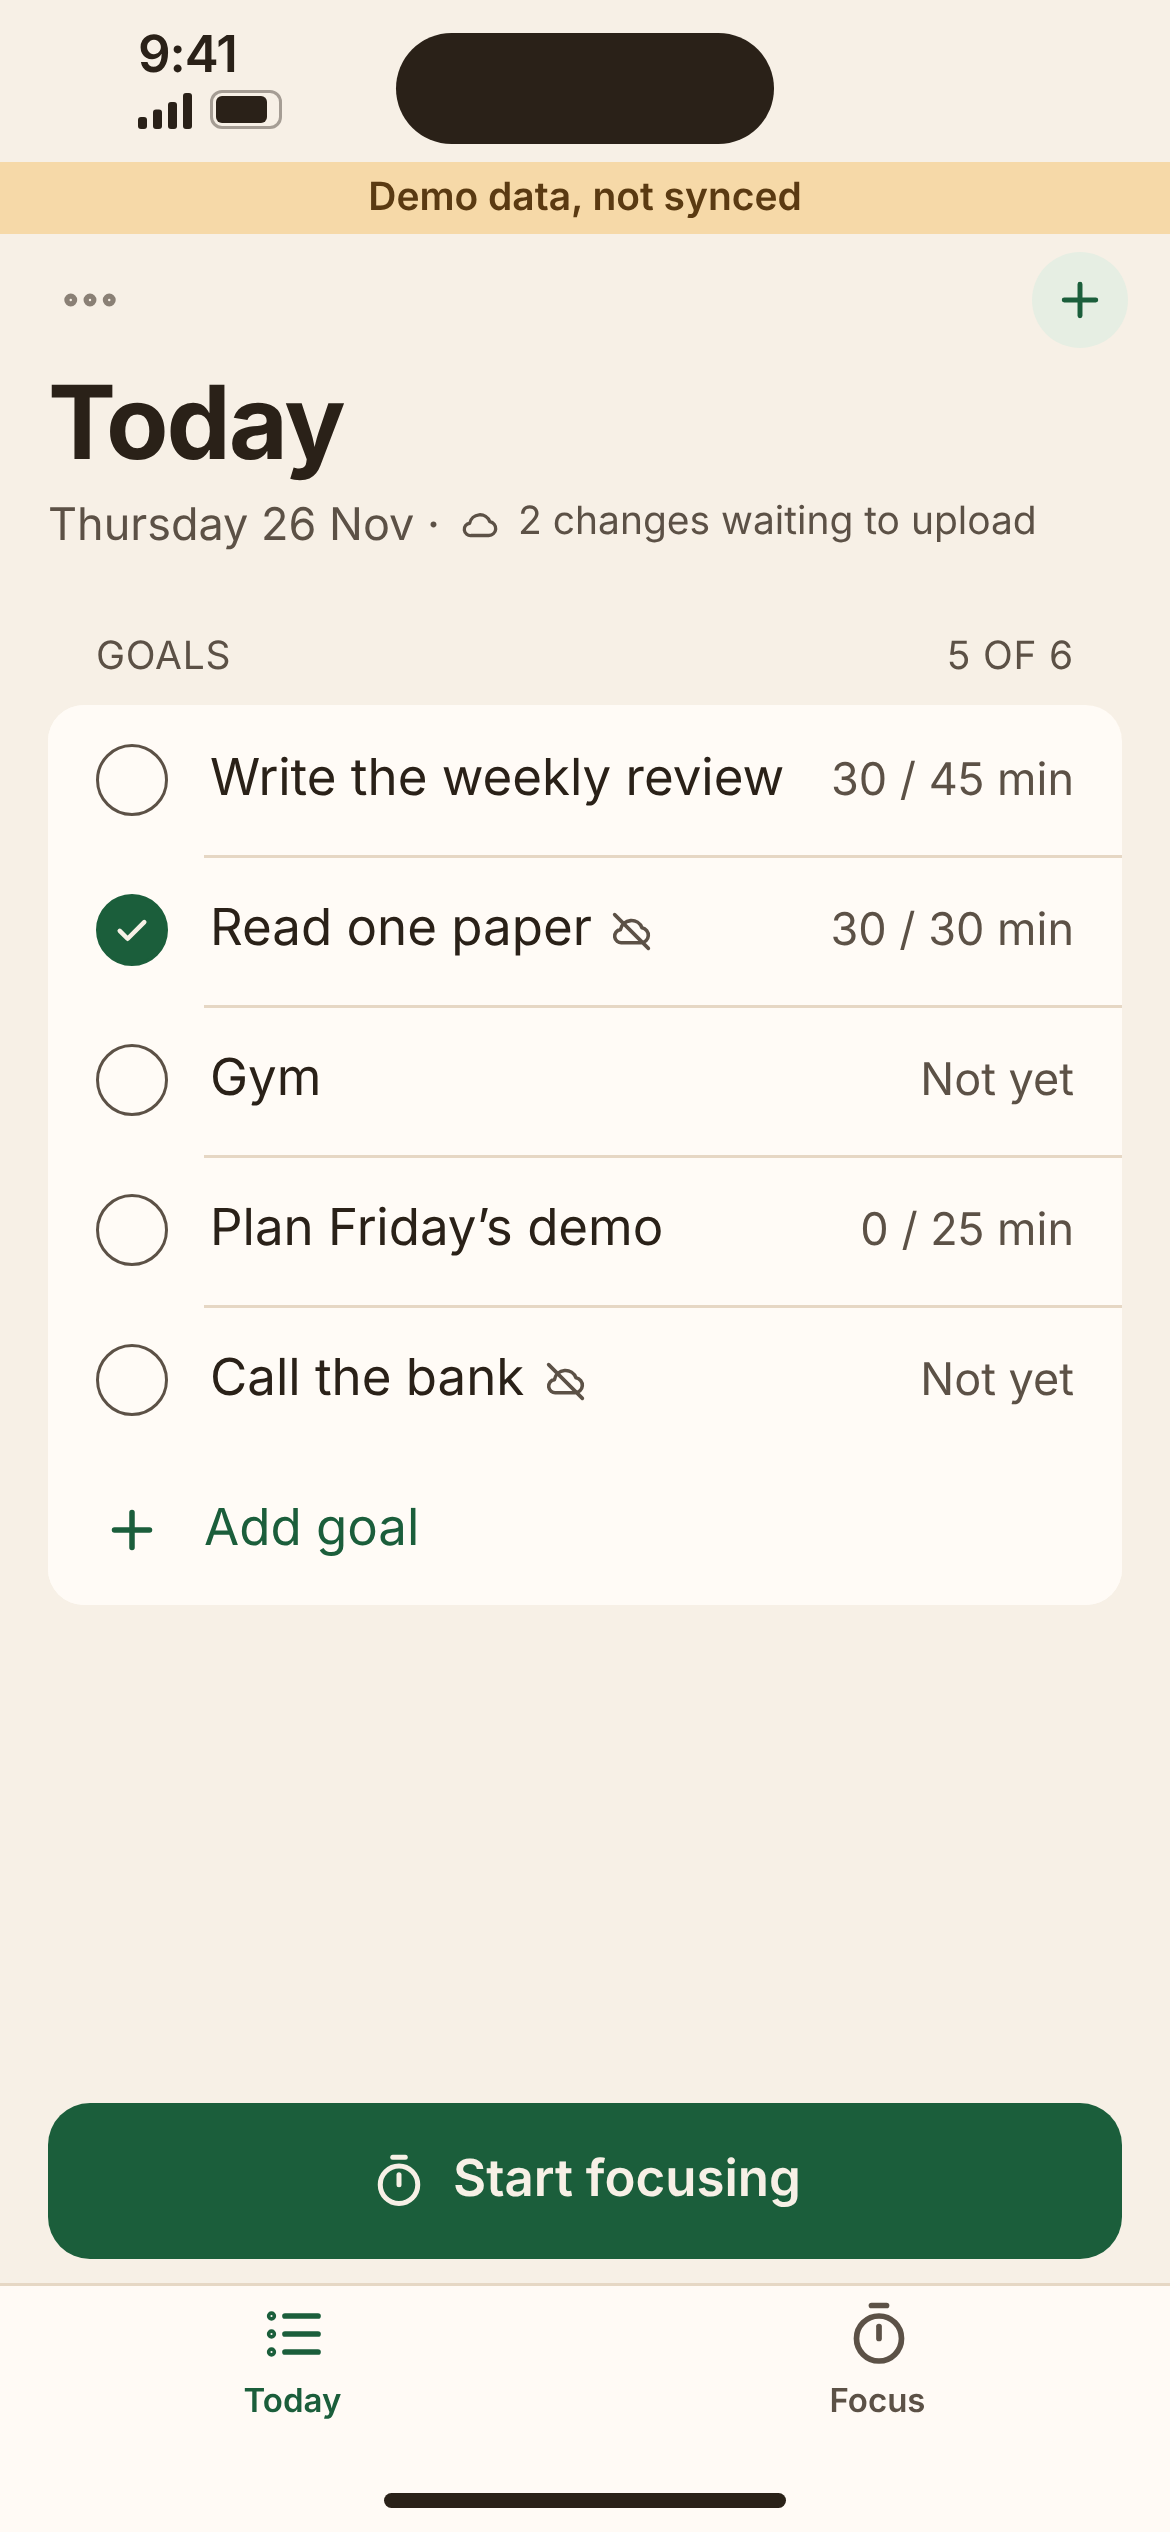 9:41
Demo data, not synced
Today
Thursday 26 Nov · 2 changes waiting to upload
GOALS 5 OF 6
Write the weekly review 30 / 45 min
Read one paper 30 / 30 min
Gym Not yet
Plan Friday’s demo 0 / 25 min
Call the bank Not yet
Add goal
Start focusing
Today Focus